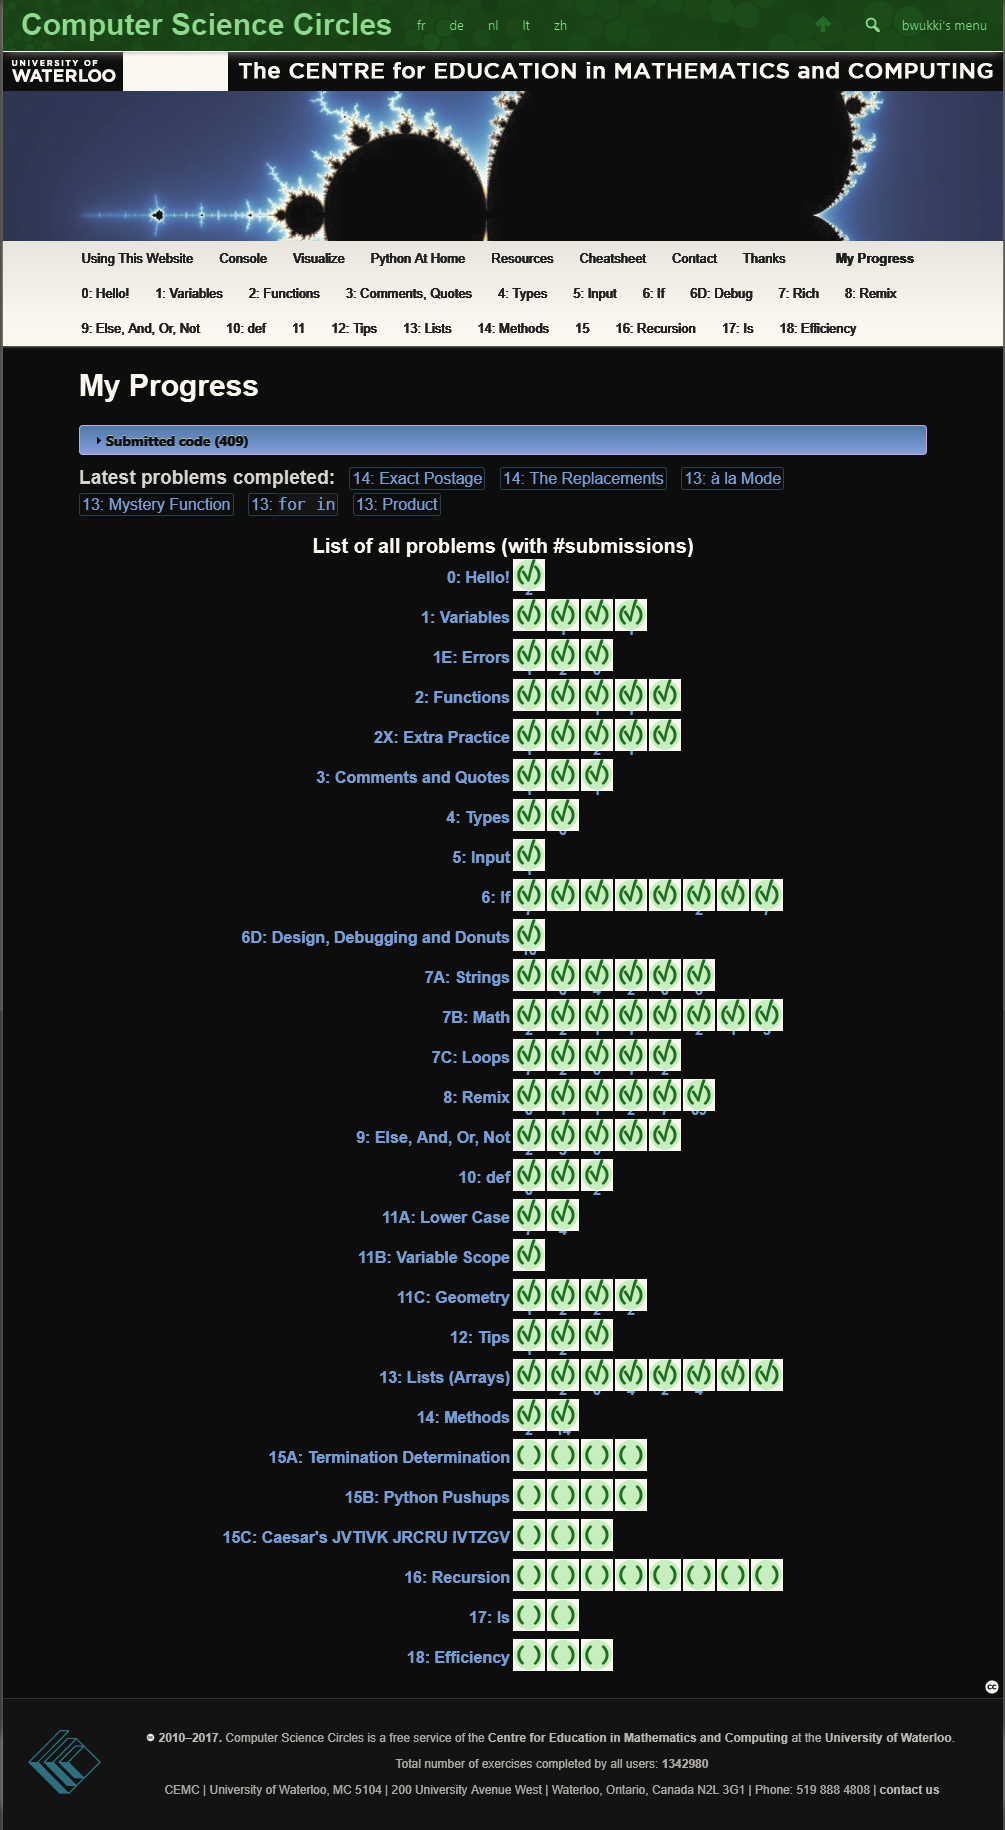 Computer Science Circles fr de nl lt zh bwukki's menu
UNIVERSITY OF
WATERLOO
The CENTRE for EDUCATION in MATHEMATICS and COMPUTING
Using This Website Console Visualize Python At Home Resources Cheatsheet Contact Thanks My Progress
0: Hello! 1: Variables 2: Functions 3: Comments, Quotes 4: Types 5: Input 6: If 6D: Debug 7: Rich 8: Remix
9: Else, And, Or, Not 10: def 11 12: Tips 13: Lists 14: Methods 15 16: Recursion 17: Is 18: Efficiency
My Progress
Submitted code (409)
Latest problems completed: 14: Exact Postage 14: The Replacements 13: à la Mode
13: Mystery Function 13: for in 13: Product
List of all problems (with #submissions)
0: Hello!
1: Variables
1E: Errors
2: Functions
2X: Extra Practice
3: Comments and Quotes
4: Types
5: Input
6: If
6D: Design, Debugging and Donuts
7A: Strings
7B: Math
7C: Loops
8: Remix
9: Else, And, Or, Not
10: def
11A: Lower Case
11B: Variable Scope
11C: Geometry
12: Tips
13: Lists (Arrays)
14: Methods
15A: Termination Determination
15B: Python Pushups
15C: Caesar's JVTIVK JRCRU IVTZGV
16: Recursion
17: Is
18: Efficiency
cc
2010–2017. Computer Science Circles is a free service of the Centre for Education in Mathematics and Computing at the University of Waterloo.
Total number of exercises completed by all users: 1342980
CEMC | University of Waterloo, MC 5104 | 200 University Avenue West | Waterloo, Ontario, Canada N2L 3G1 | Phone: 519 888 4808 | contact us